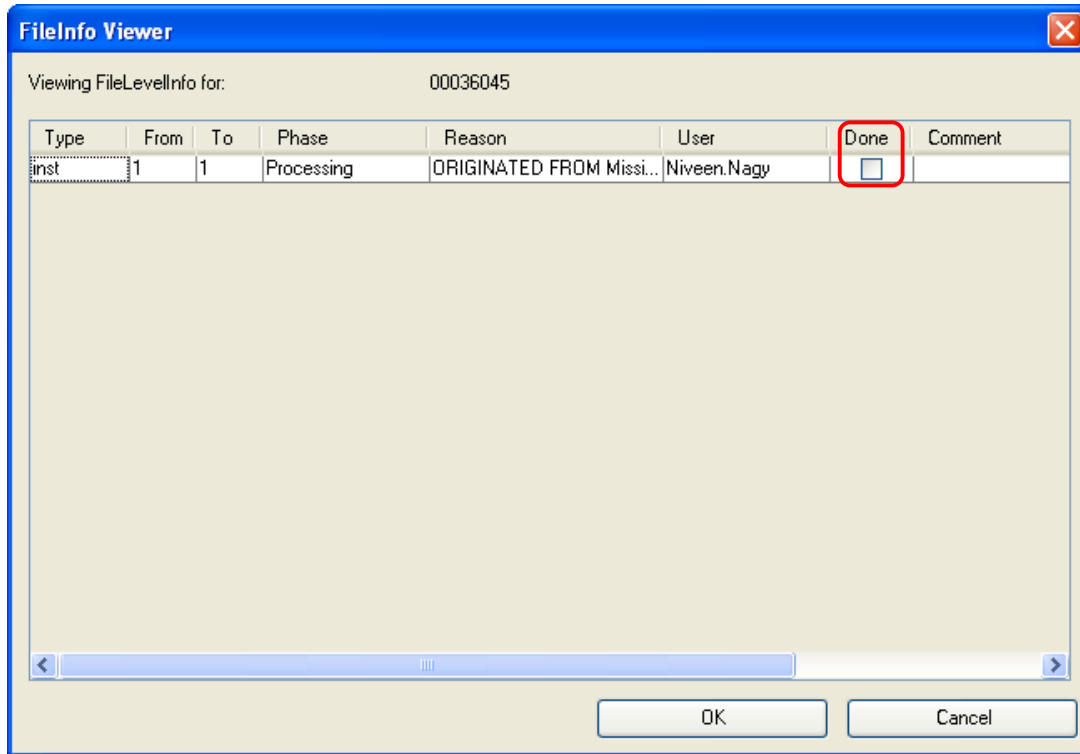 FileInfo Viewer
Viewing FileLevelInfo for: 00036045
Type From To Phase Reason User Done Comment
inst 1 1 Processing ORIGINATED FROM Missi... Niveen.Nagy
OK Cancel